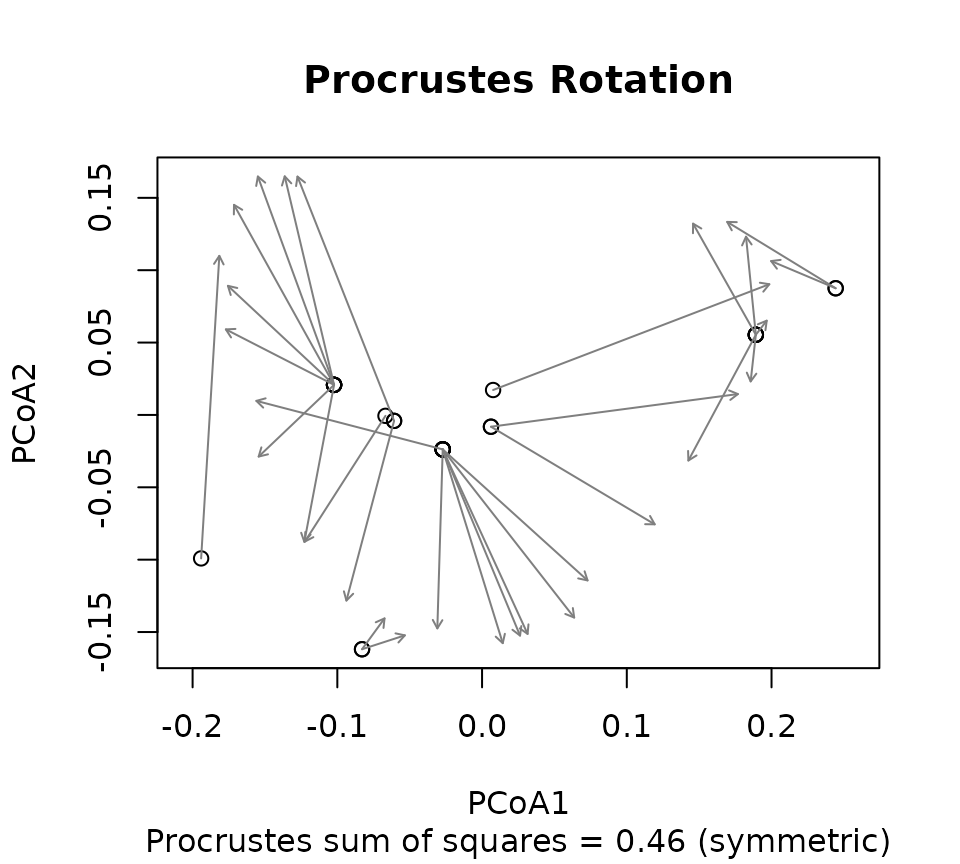 Procrustes Rotation
0.15
0.05
-0.05
-0.15
PCoA2
-0.2 -0.1 0.0 0.1 0.2
PCoA1
Procrustes sum of squares = 0.46 (symmetric)